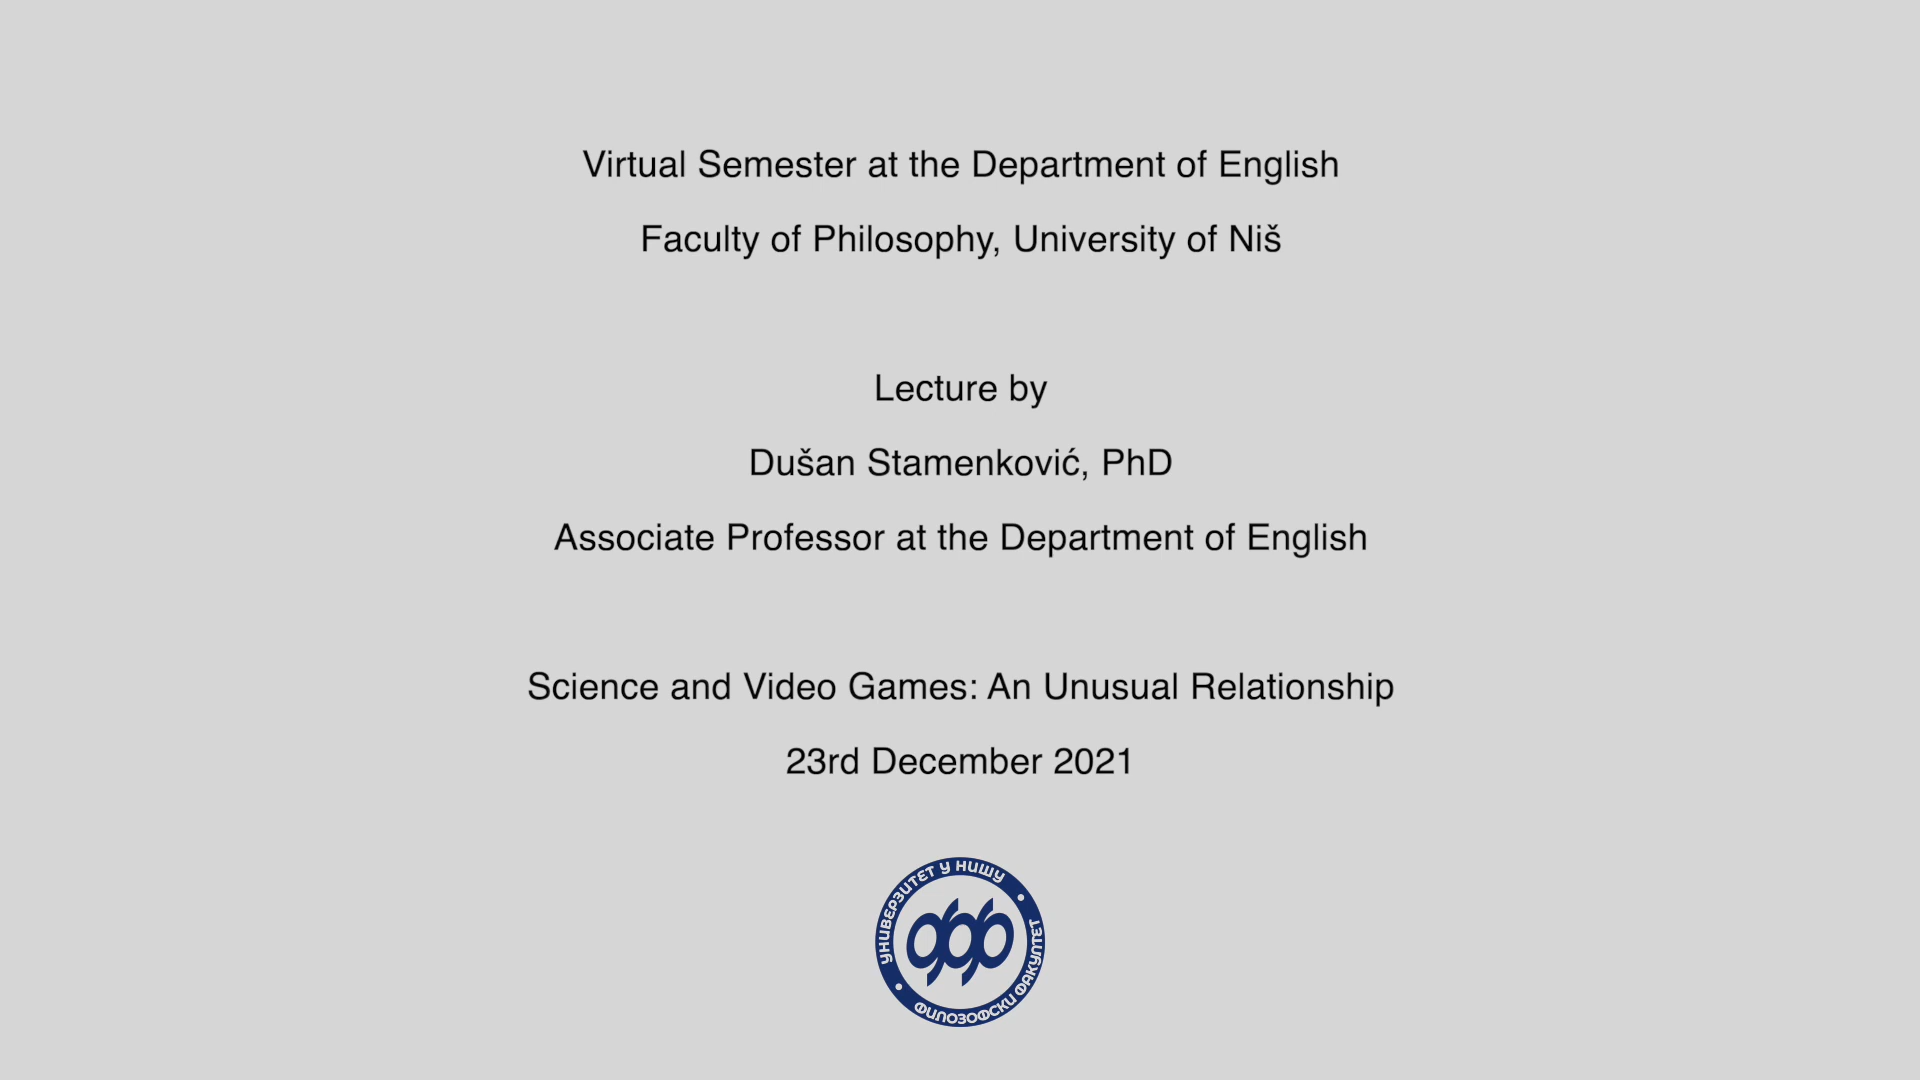 Virtual Semester at the Department of English
Faculty of Philosophy, University of Niš
Lecture by
Dušan Stamenković, PhD
Associate Professor at the Department of English
Science and Video Games: An Unusual Relationship
23rd December 2021
УНИВЕРЗИТЕТ У НИШУ
ФИЛОЗОФСКИ ФАКУЛТЕТ